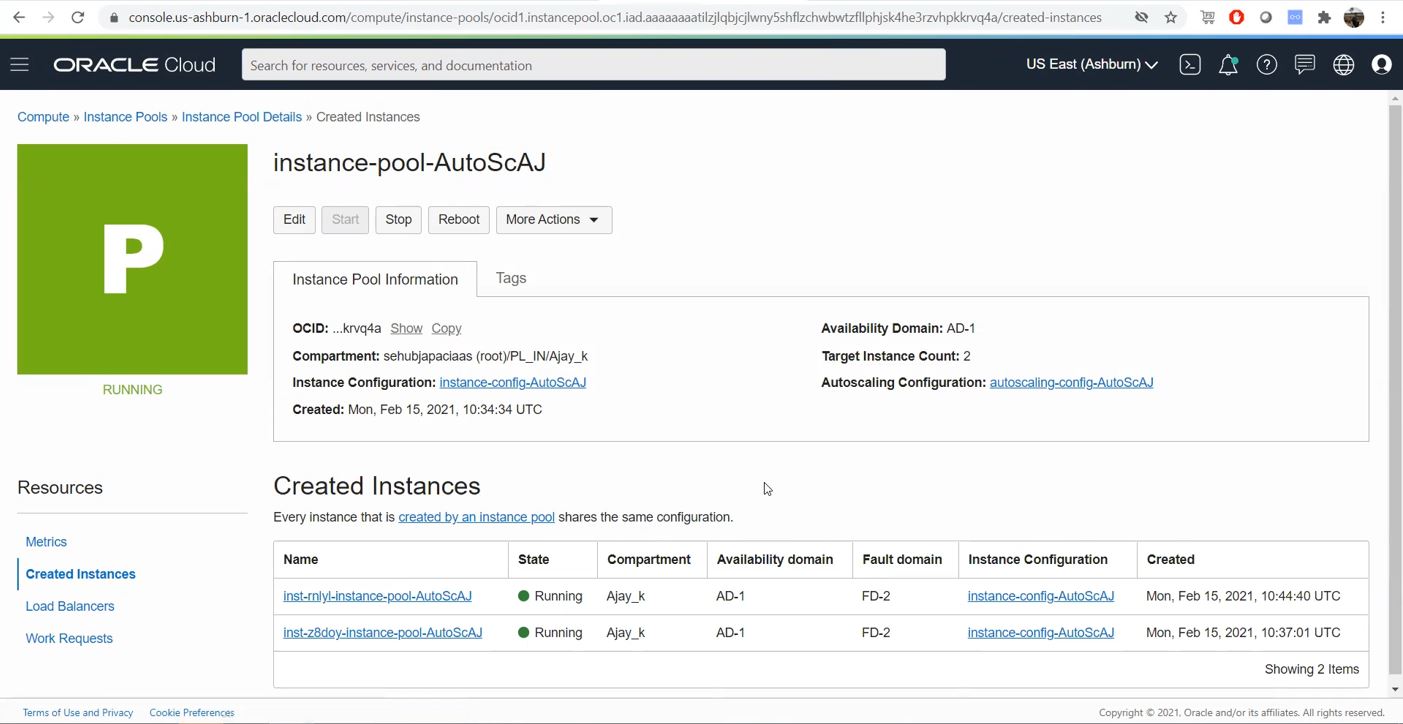 console.us-ashburn-1.oraclecloud.com/compute/instance-pools/ocid1.instancepool.oc1.iad.aaaaaaaatilzjlqbjcjlwny5shflzchwbwtzfllphjsk4he3rzvhpkkrvq4a/created-instances
ORACLE Cloud
Search for resources, services, and documentation
US East (Ashburn)
Compute » Instance Pools » Instance Pool Details » Created Instances
P
RUNNING
instance-pool-AutoScAJ
Edit Start Stop Reboot More Actions
Instance Pool Information Tags
OCID: ...krvq4a Show Copy
Compartment: sehubjapaciaas (root)/PL_IN/Ajay_k
Instance Configuration: instance-config-AutoScAJ
Created: Mon, Feb 15, 2021, 10:34:34 UTC
Availability Domain: AD-1
Target Instance Count: 2
Autoscaling Configuration: autoscaling-config-AutoScAJ
Resources
Metrics
Created Instances
Load Balancers
Work Requests
Created Instances
Every instance that is created by an instance pool shares the same configuration.
Name State Compartment Availability domain Fault domain Instance Configuration Created
inst-rnlyl-instance-pool-AutoScAJ Running Ajay_k AD-1 FD-2 instance-config-AutoScAJ Mon, Feb 15, 2021, 10:44:40 UTC
inst-z8doy-instance-pool-AutoScAJ Running Ajay_k AD-1 FD-2 instance-config-AutoScAJ Mon, Feb 15, 2021, 10:37:01 UTC
Showing 2 Items
Terms of Use and Privacy Cookie Preferences
Copyright © 2021, Oracle and/or its affiliates. All rights reserved.